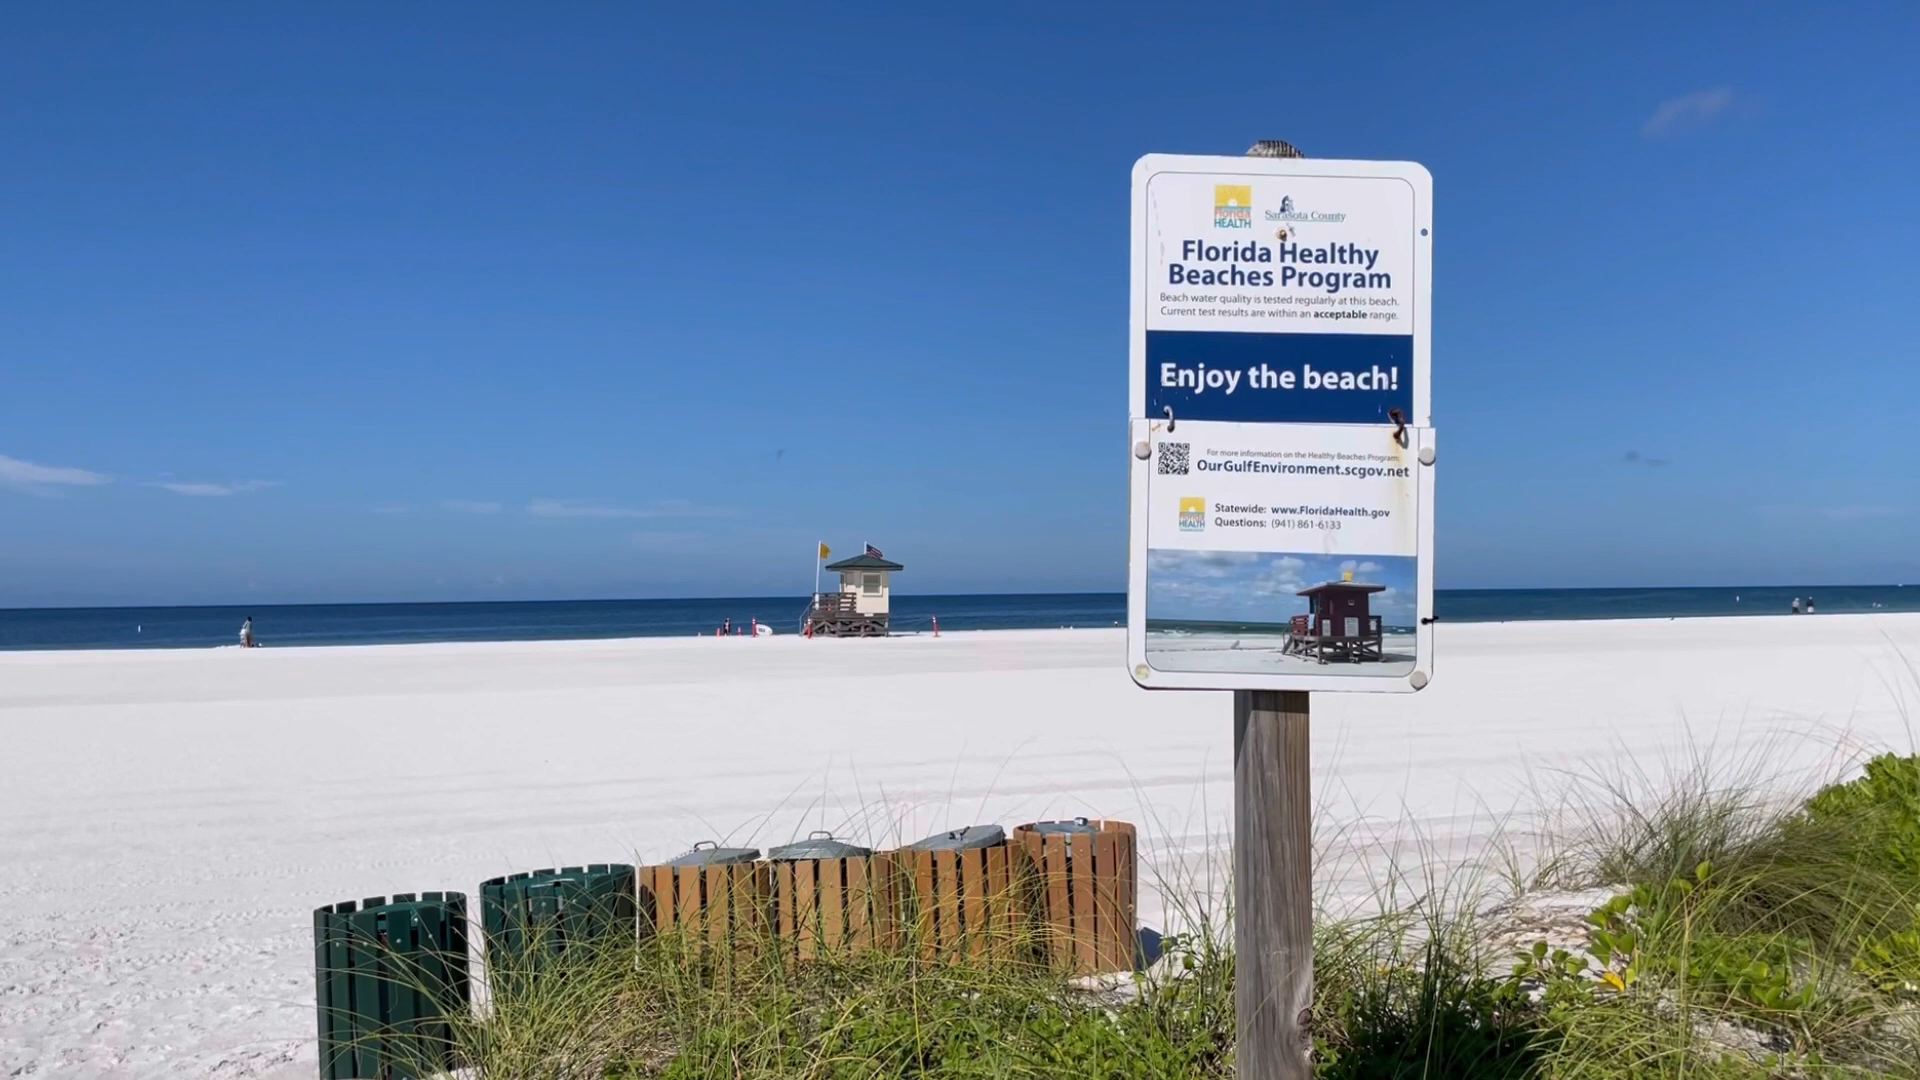 Florida
HEALTH
Sarasota County
Florida Healthy
Beaches Program
Beach water quality is tested regularly at this beach.
Current test results are within an acceptable range.
Enjoy the beach!
For more information on the Healthy Beaches Program:
OurGulfEnvironment.scgov.net
Florida
HEALTH
Statewide: www.FloridaHealth.gov
Questions: (941) 861-6133